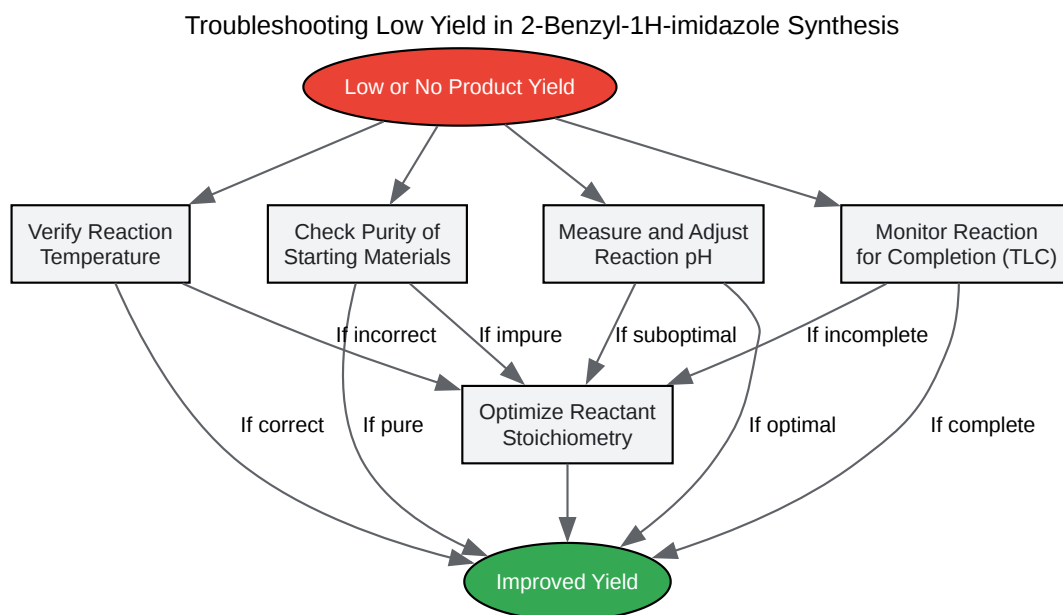 Troubleshooting Low Yield in 2-Benzyl-1H-imidazole Synthesis
Low or No Product Yield
Verify Reaction
Temperature
Check Purity of
Starting Materials
Measure and Adjust
Reaction pH
Monitor Reaction
for Completion (TLC)
If incorrect
If impure
If suboptimal
If incomplete
Optimize Reactant
Stoichiometry
If correct
If pure
If optimal
If complete
Improved Yield